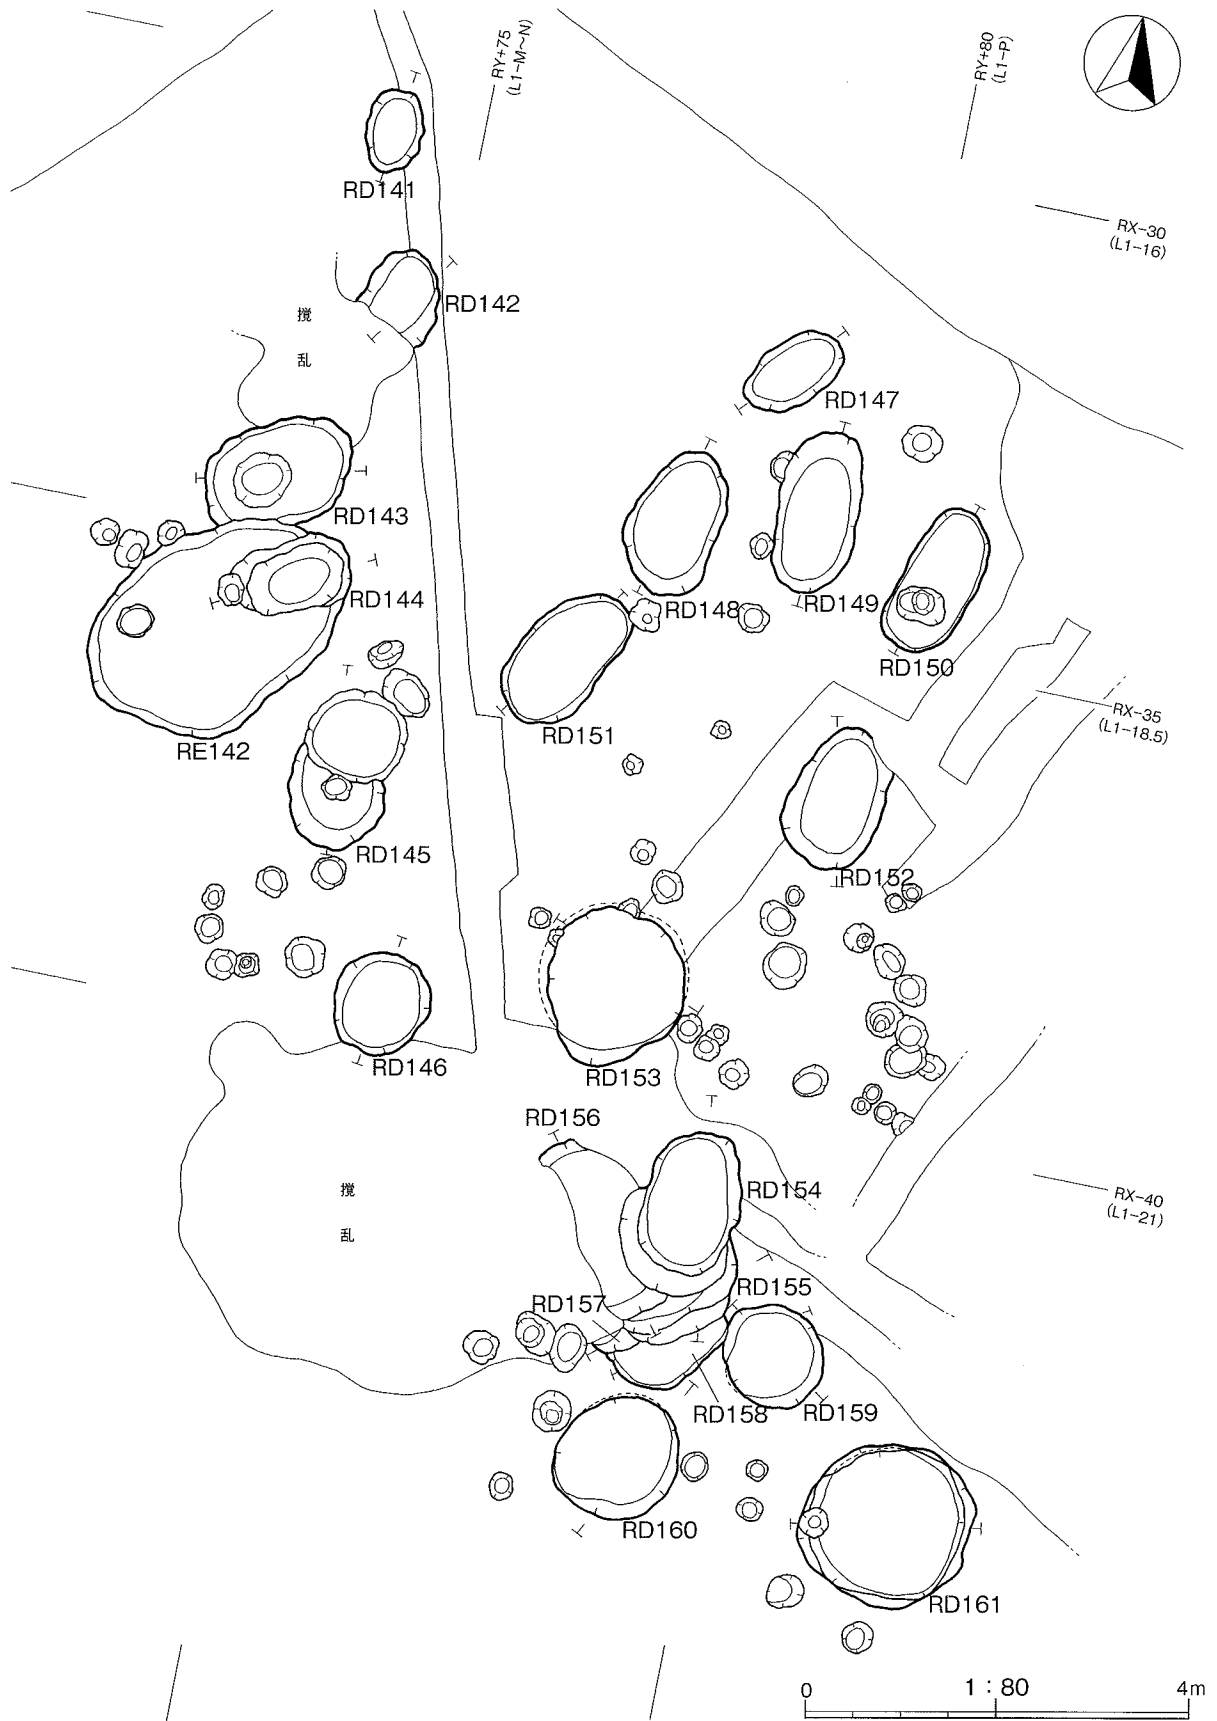 RY+75
(L1-M～N)
RY+80
(L1-P)
RD141
RX-30
(L1-16)
RD142
撹
乱
RD147
RD143
RD144
RD148
RD149
RD150
RX-35
(L1-18.5)
RE142
RD151
RD145
RD152
RD146
RD153
RD156
RD154
RX-40
(L1-21)
撹
乱
RD155
RD157
RD158
RD159
RD160
RD161
0
1：80
4m